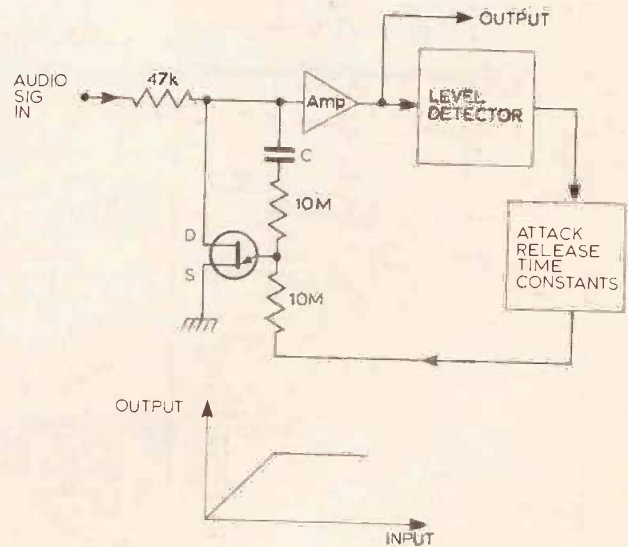 OUTPUT
AUDIO
SIG
IN
47k
Amp
LEVEL
DETECTOR
C
10M
D
S
10M
ATTACK
RELEASE
TIME
CONSTANTS
OUTPUT
INPUT